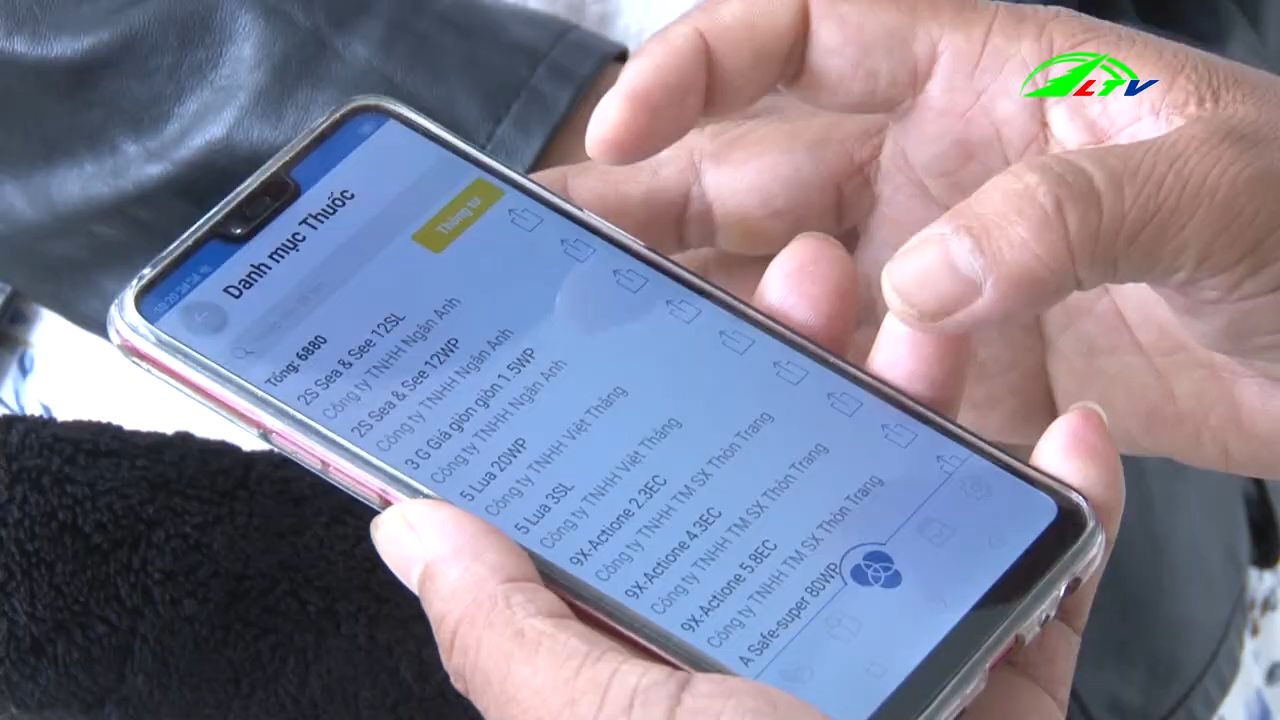 LTV
Danh mục Thuốc
Thông tư
Tổng: 6880
2S Sea & See 12SL
Công ty TNHH Ngân Anh
2S Sea & See 12WP
Công ty TNHH Ngân Anh
3 G Giá giòn giòn 1.5WP
Công ty TNHH Ngân Anh
5 Lua 20WP
Công ty TNHH Việt Thắng
5 Lua 3SL
Công ty TNHH Việt Thắng
9X-Actione 2.3EC
Công ty TNHH TM SX Thôn Trang
9X-Actione 4.3EC
Công ty TNHH TM SX Thôn Trang
9X-Actione 5.8EC
Công ty TNHH TM SX Thôn Trang
A Safe-super 80WP